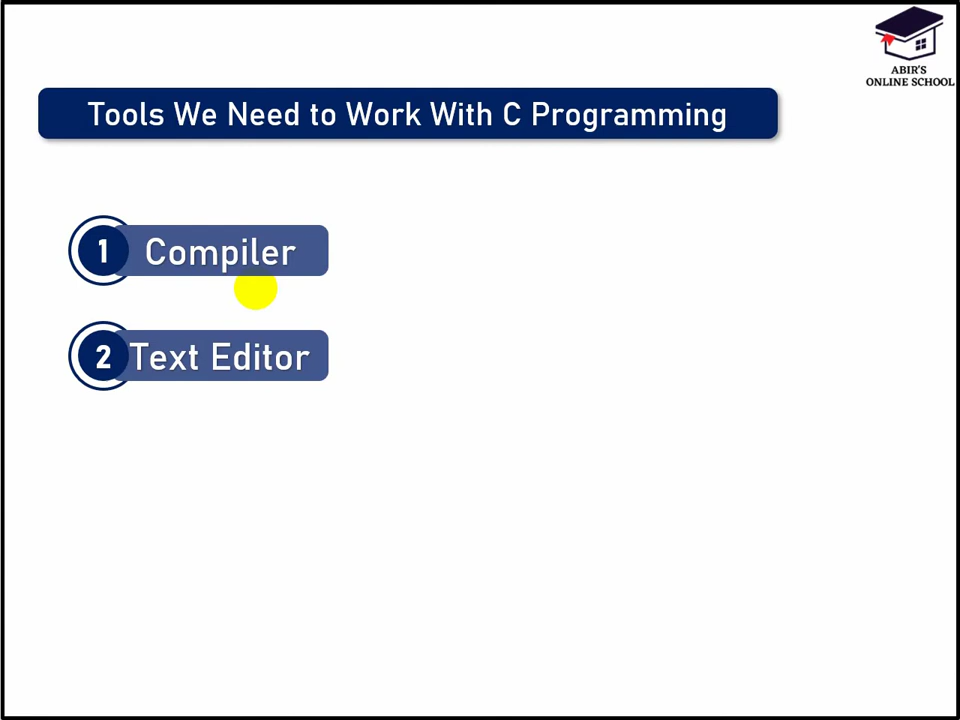 ABIR'S
ONLINE SCHOOL
Tools We Need to Work With C Programming
1 Compiler
2 Text Editor